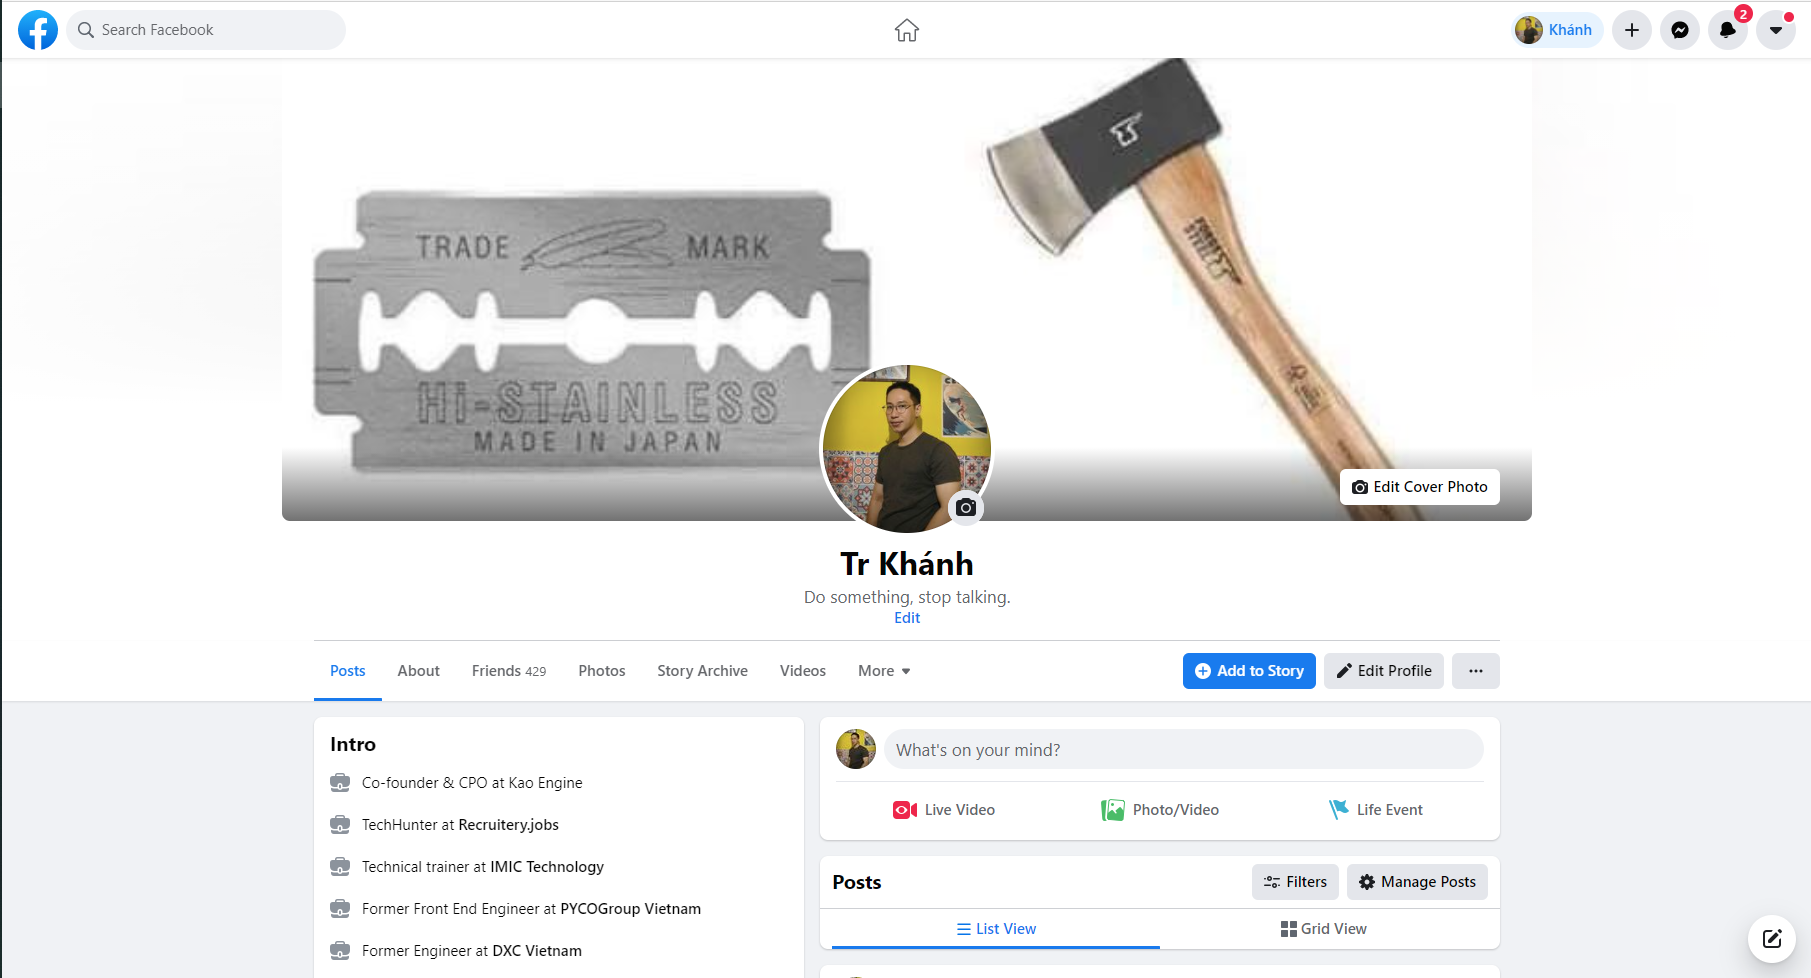 Search Facebook
Khánh
2
TRADE MARK
Hi-STAINLESS
MADE IN JAPAN
Edit Cover Photo
Tr Khánh
Do something, stop talking.
Edit
Posts About Friends 429 Photos Story Archive Videos More
Add to Story Edit Profile
Intro
Co-founder & CPO at Kao Engine
TechHunter at Recruitery.jobs
Technical trainer at IMIC Technology
Former Front End Engineer at PYCOGroup Vietnam
Former Engineer at DXC Vietnam
What's on your mind?
Live Video Photo/Video Life Event
Posts Filters Manage Posts
List View Grid View